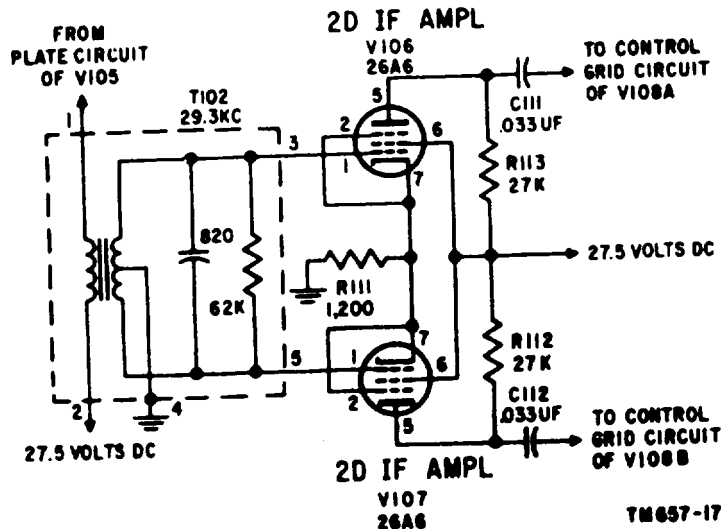 2D IF AMPL
V106
26A6
FROM
PLATE CIRCUIT
OF V105
TO CONTROL
GRID CIRCUIT
OF V108A
C111
.033UF
T102
29.3KC
1
5
2
6
3
1
7
R113
27K
820
62K
27.5 VOLTS DC
R111
1,200
7
R112
27K
5
1
6
2
C112
.033UF
2
4
5
27.5 VOLTS DC
TO CONTROL
GRID CIRCUIT
OF V108B
2D IF AMPL
V107
26A6
TM657-17